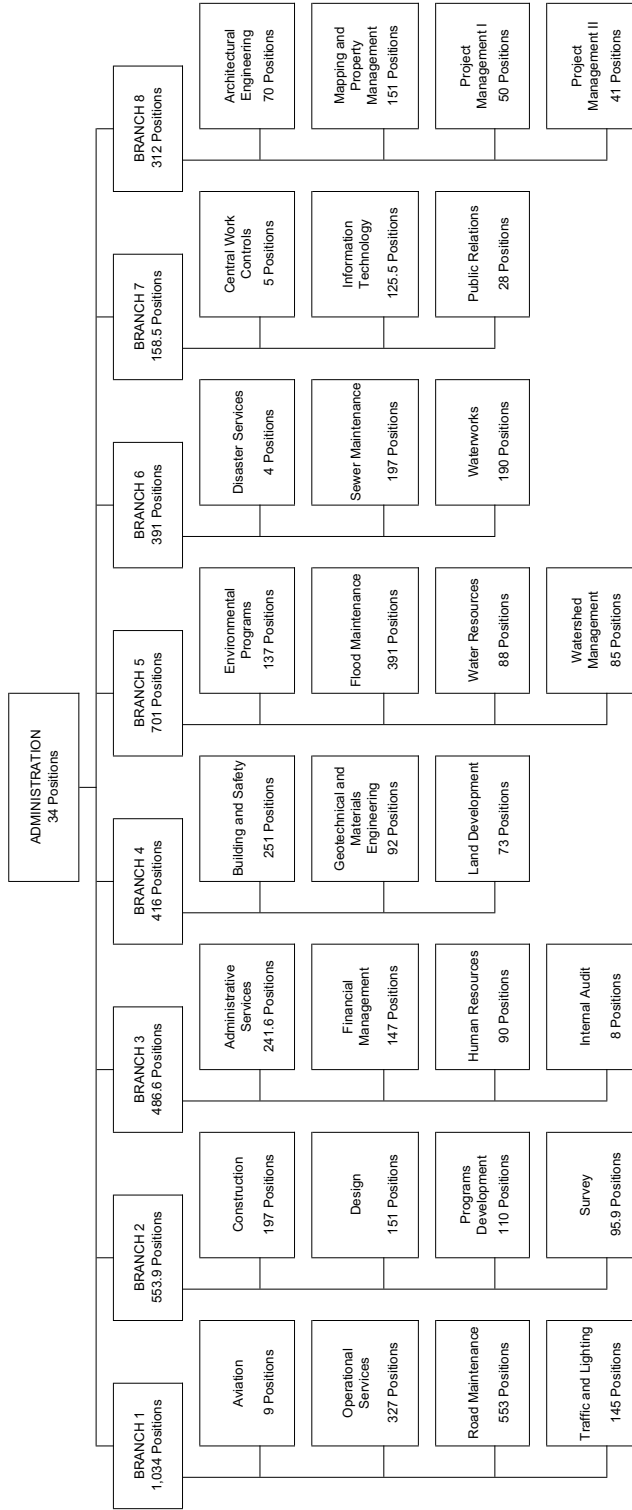 ADMINISTRATION
34 Positions
BRANCH 1
1,034 Positions
Aviation
9 Positions
Operational
Services
327 Positions
Road Maintenance
553 Positions
Traffic and Lighting
145 Positions
BRANCH 2
553.9 Positions
Construction
197 Positions
Design
151 Positions
Programs
Development
110 Positions
Survey
95.9 Positions
BRANCH 3
486.6 Positions
Administrative
Services
241.6 Positions
Financial
Management
147 Positions
Human Resources
90 Positions
Internal Audit
8 Positions
BRANCH 4
416 Positions
Building and Safety
251 Positions
Geotechnical and
Materials
Engineering
92 Positions
Land Development
73 Positions
BRANCH 5
701 Positions
Environmental
Programs
137 Positions
Flood Maintenance
391 Positions
Water Resources
88 Positions
Watershed
Management
85 Positions
BRANCH 6
391 Positions
Disaster Services
4 Positions
Sewer Maintenance
197 Positions
Waterworks
190 Positions
BRANCH 7
158.5 Positions
Central Work
Controls
5 Positions
Information
Technology
125.5 Positions
Public Relations
28 Positions
BRANCH 8
312 Positions
Architectural
Engineering
70 Positions
Mapping and
Property
Management
151 Positions
Project
Management I
50 Positions
Project
Management II
41 Positions